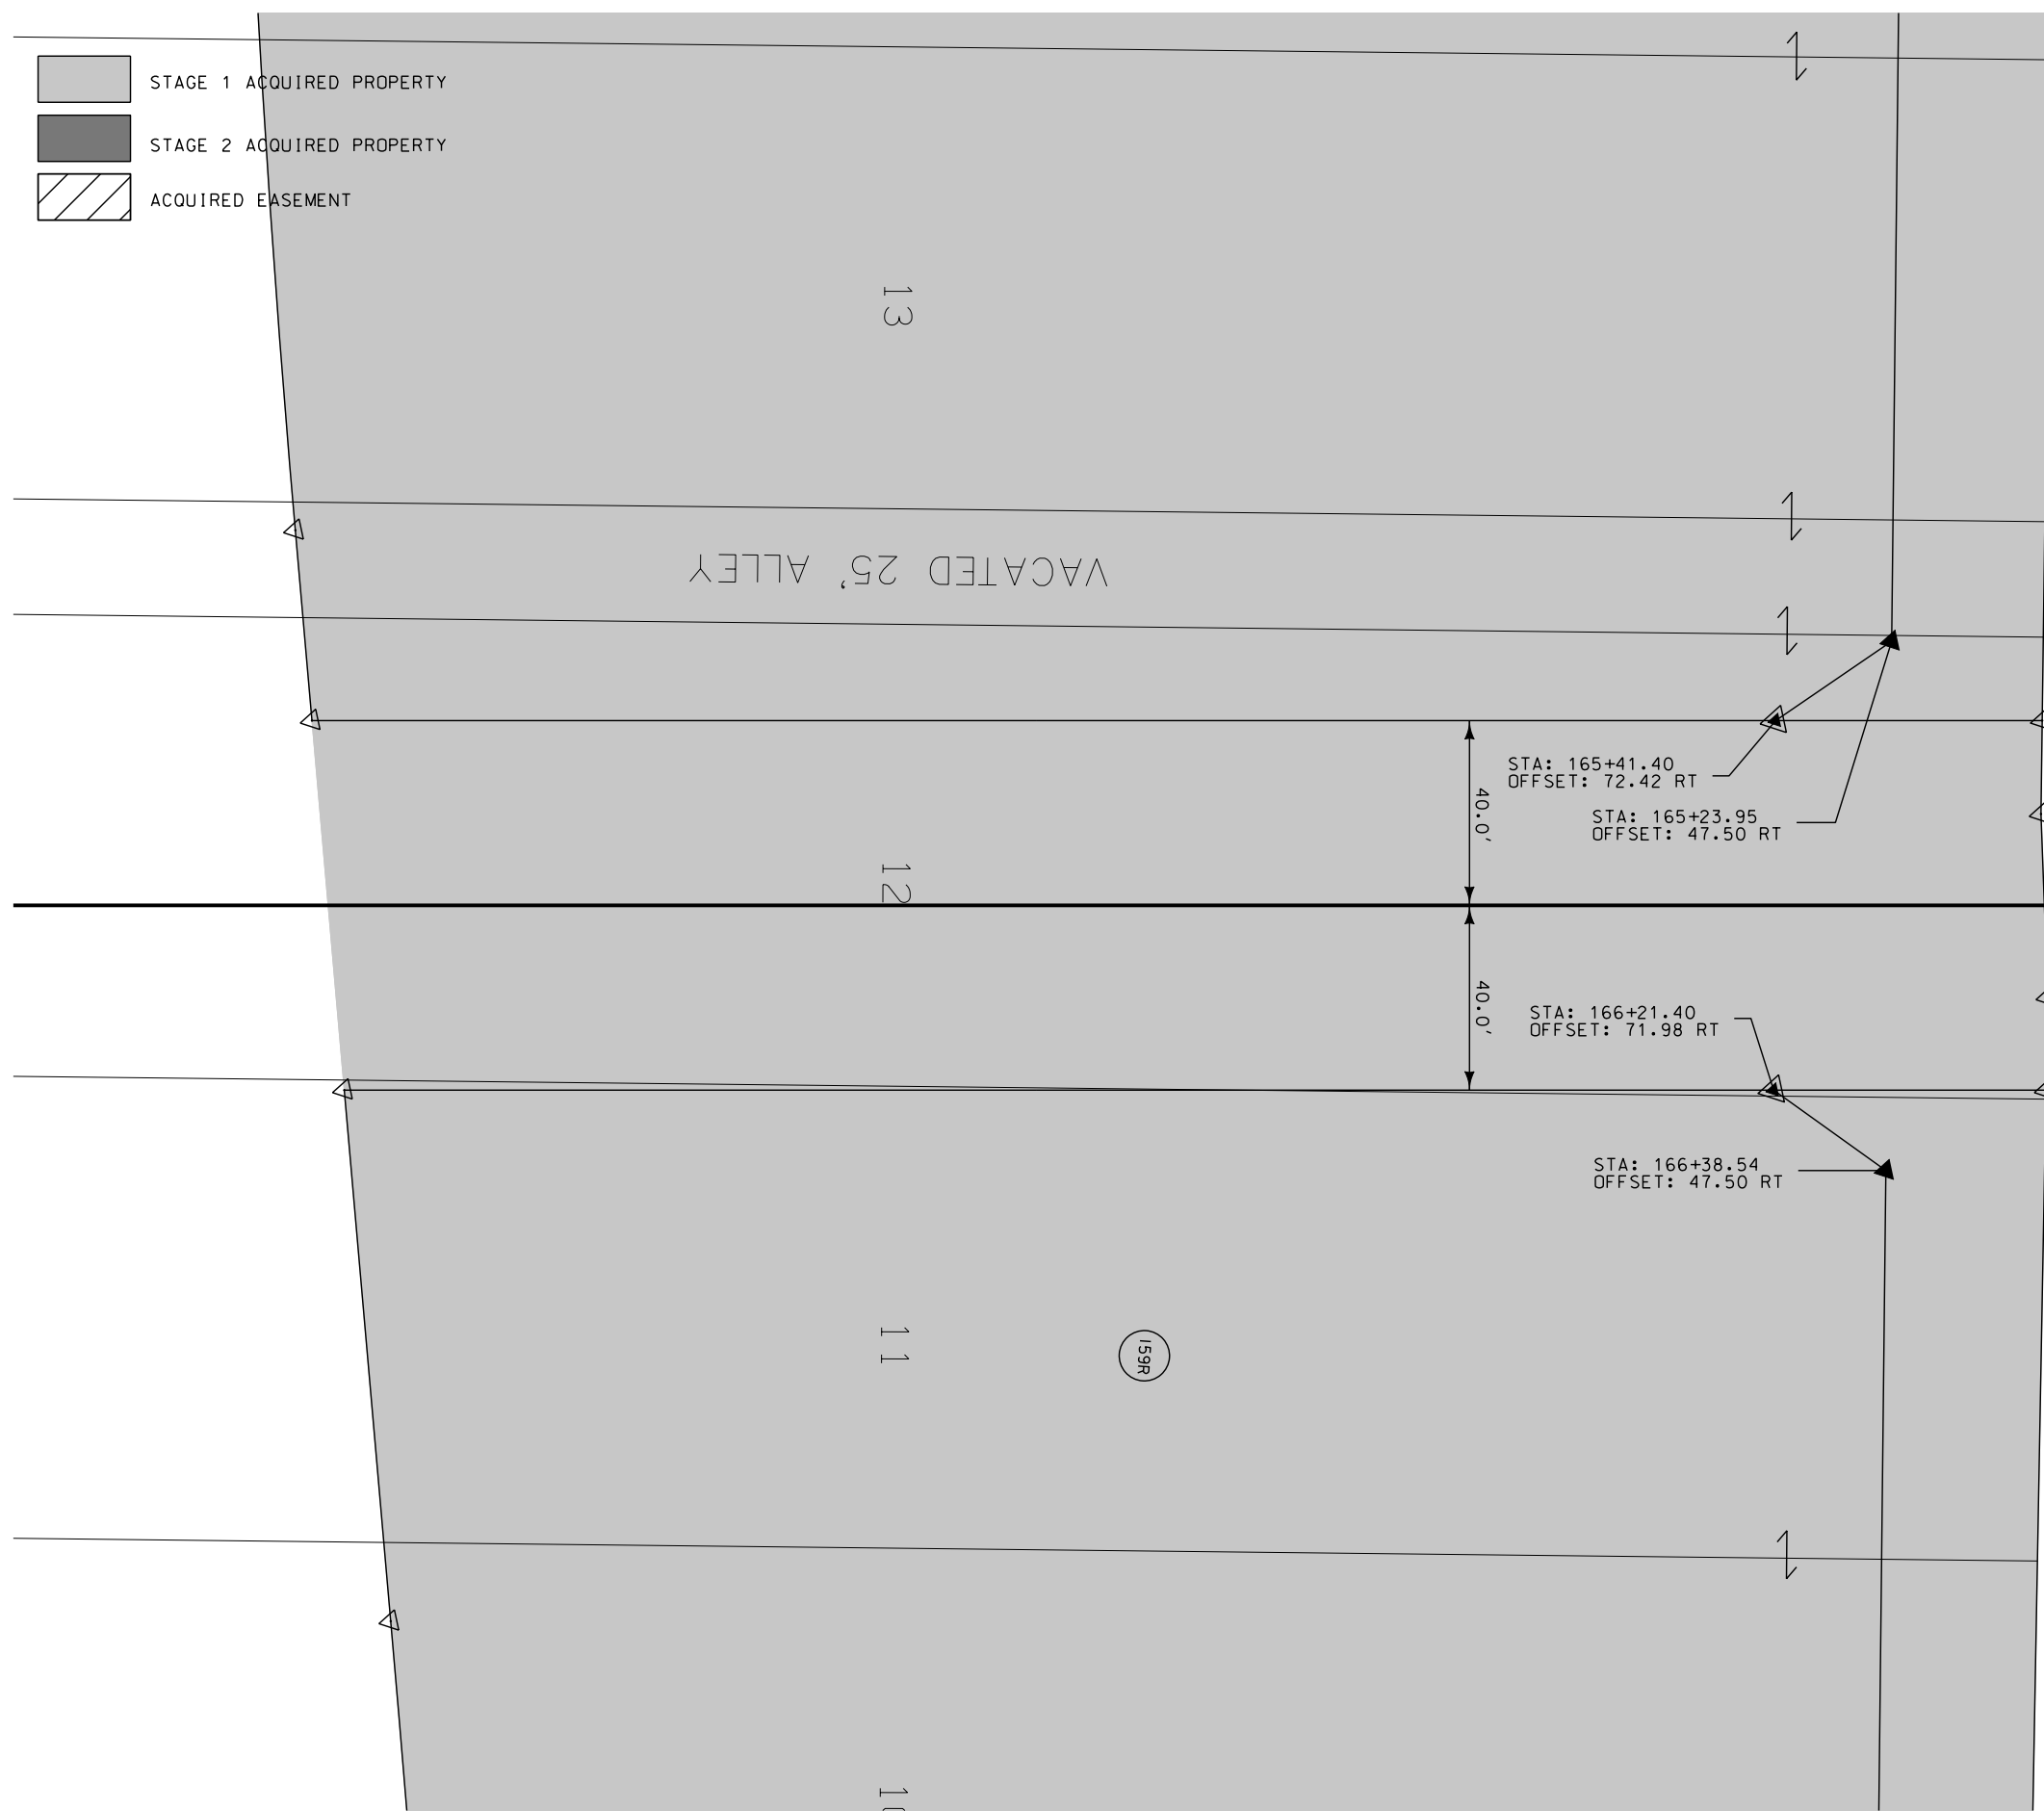 STAGE 1 ACQUIRED PROPERTY
STAGE 2 ACQUIRED PROPERTY
ACQUIRED EASEMENT
13
VACATED 25' ALLEY
STA: 165+41.40
OFFSET: 72.42 RT
40.0'
STA: 165+23.95
OFFSET: 47.50 RT
12
40.0'
STA: 166+21.40
OFFSET: 71.98 RT
STA: 166+38.54
OFFSET: 47.50 RT
11
159R
10